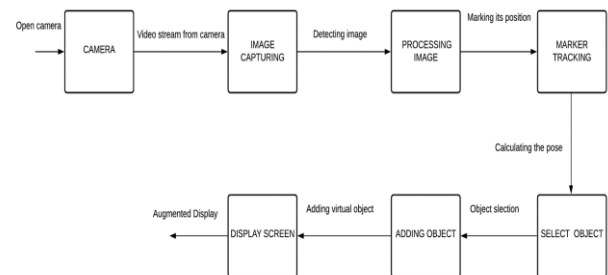 Open camera
CAMERA
Video stream from camera
IMAGE
CAPTURING
Detecting image
PROCESSING
IMAGE
Marking its position
MARKER
TRACKING
Calculating the pose
SELECT OBJECT
Object slection
ADDING OBJECT
Adding virtual object
DISPLAY SCREEN
Augmented Display